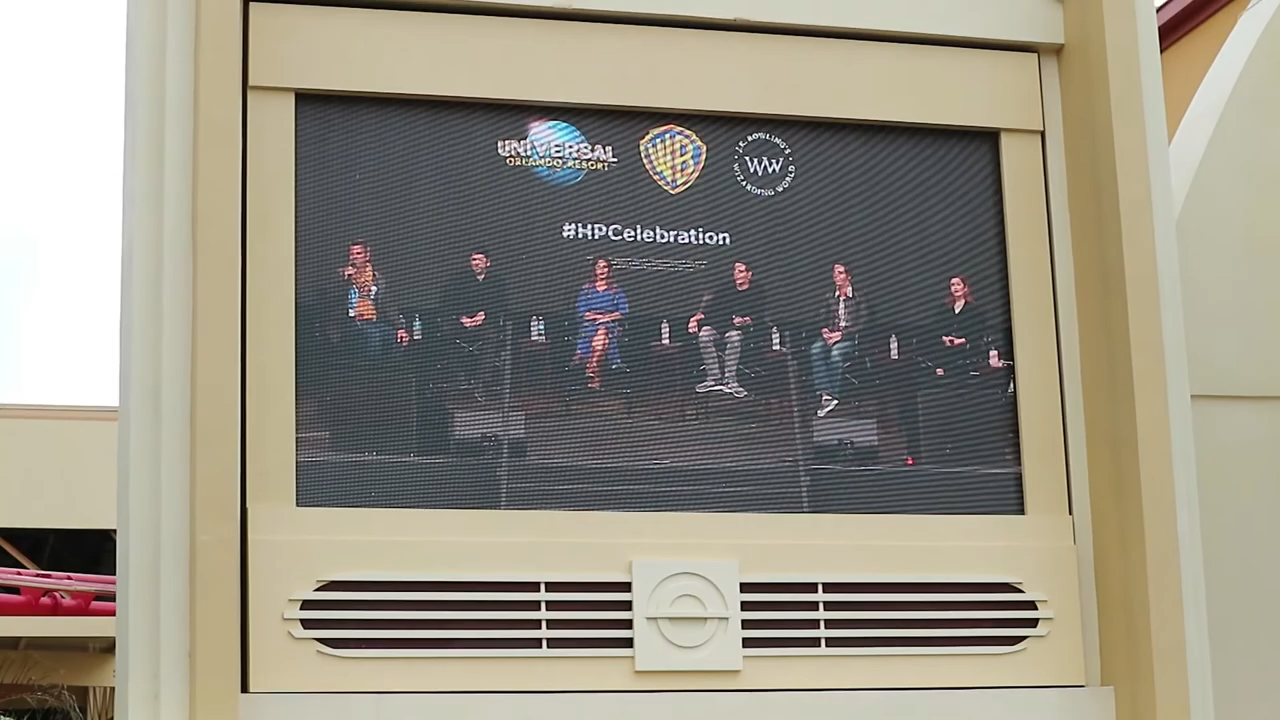 UNIVERSAL
ORLANDO RESORT
WB
J.K. ROWLING'S
WW
WIZARDING WORLD
#HPCelebration